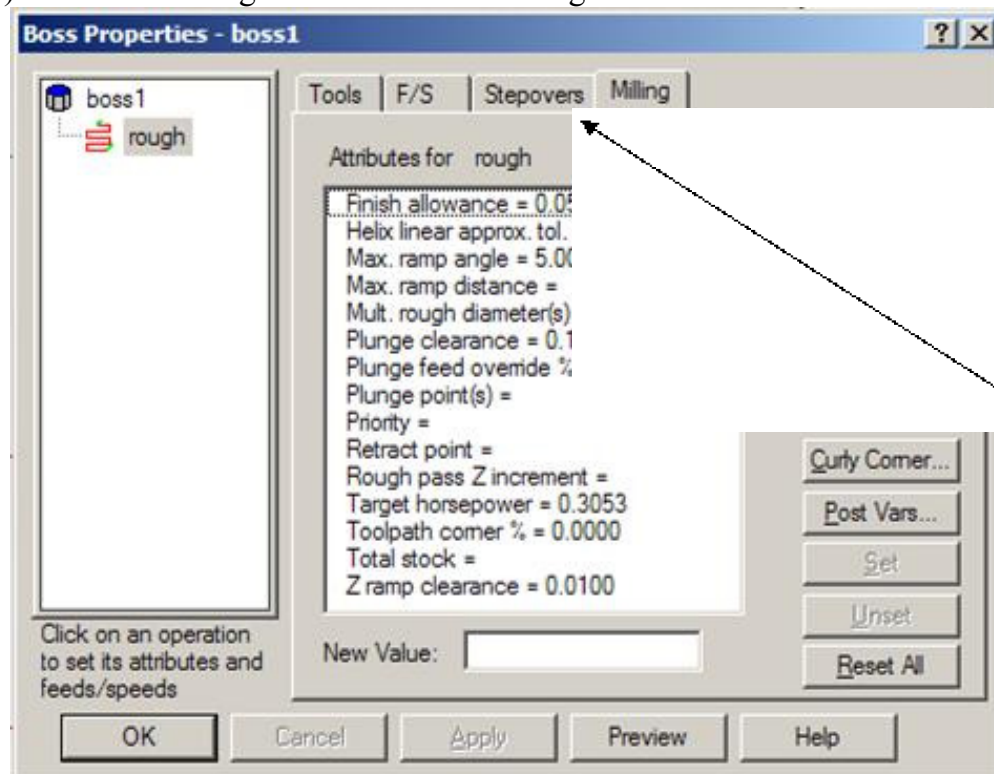 Boss Properties - boss1
boss1
rough
Tools F/S Stepovers Milling
Attributes for rough
Finish allowance = 0.05
Helix linear approx. tol.
Max. ramp angle = 5.00
Max. ramp distance =
Mult. rough diameter(s)
Plunge clearance = 0.1
Plunge feed override %
Plunge point(s) =
Priority =
Retract point =
Rough pass Z increment =
Target horsepower = 0.3053
Toolpath corner % = 0.0000
Total stock =
Z ramp clearance = 0.0100
Curly Corner...
Post Vars...
Set
Unset
Reset All
Click on an operation
to set its attributes and
feeds/speeds
New Value:
OK Cancel Apply Preview Help